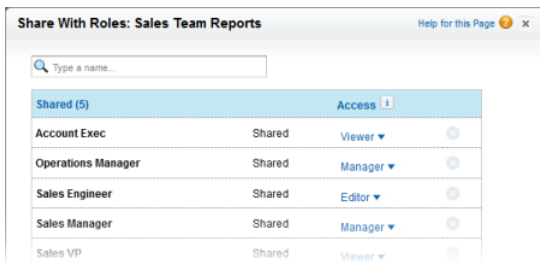 Share With Roles: Sales Team Reports Help for this Page ? x
Type a name...
Shared (5) Access i
Account Exec Shared Viewer ▼
Operations Manager Shared Manager ▼
Sales Engineer Shared Editor ▼
Sales Manager Shared Manager ▼
Sales VP Shared Viewer ▼